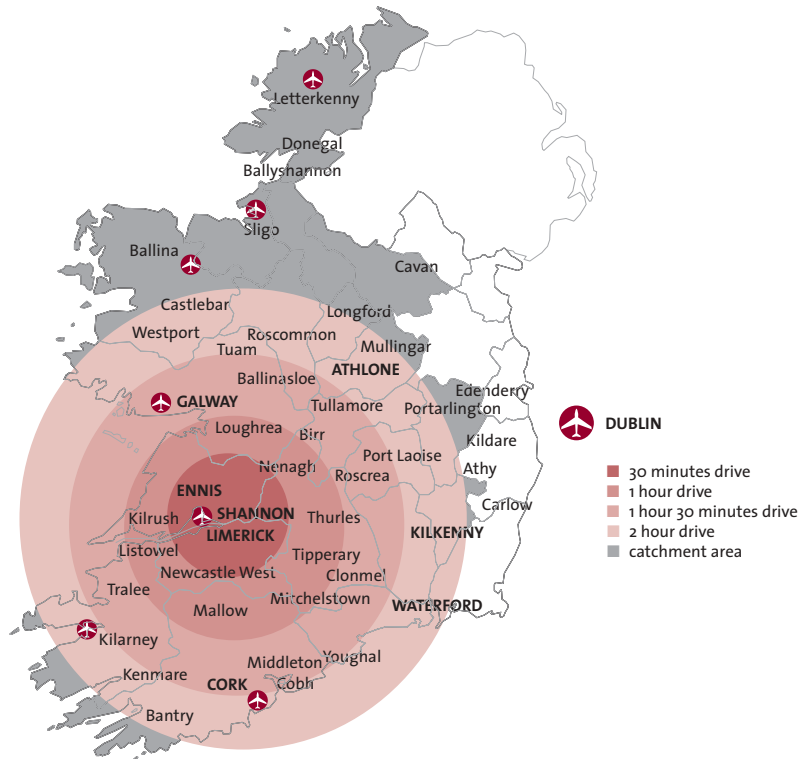 Letterkenny
Donegal
Ballyshannon
Sligo
Ballina
Cavan
Castlebar
Longford
Westport
Roscommon
Tuam
Mullingar
ATHLONE
Ballinasloe
Edenderry
GALWAY
Tullamore
Portarlington
DUBLIN
Loughrea
Birr
Kildare
Port Laoise
Nenagh
Athy
Roscrea
30 minutes drive
ENNIS
1 hour drive
Carlow
SHANNON
Kilrush
Thurles
1 hour 30 minutes drive
LIMERICK
KILKENNY
2 hour drive
Listowel
Tipperary
catchment area
Newcastle West
Clonmel
Tralee
Mitchelstown
WATERFORD
Mallow
Kilarney
Middleton
Youghal
Kenmare
CORK
Cobh
Bantry